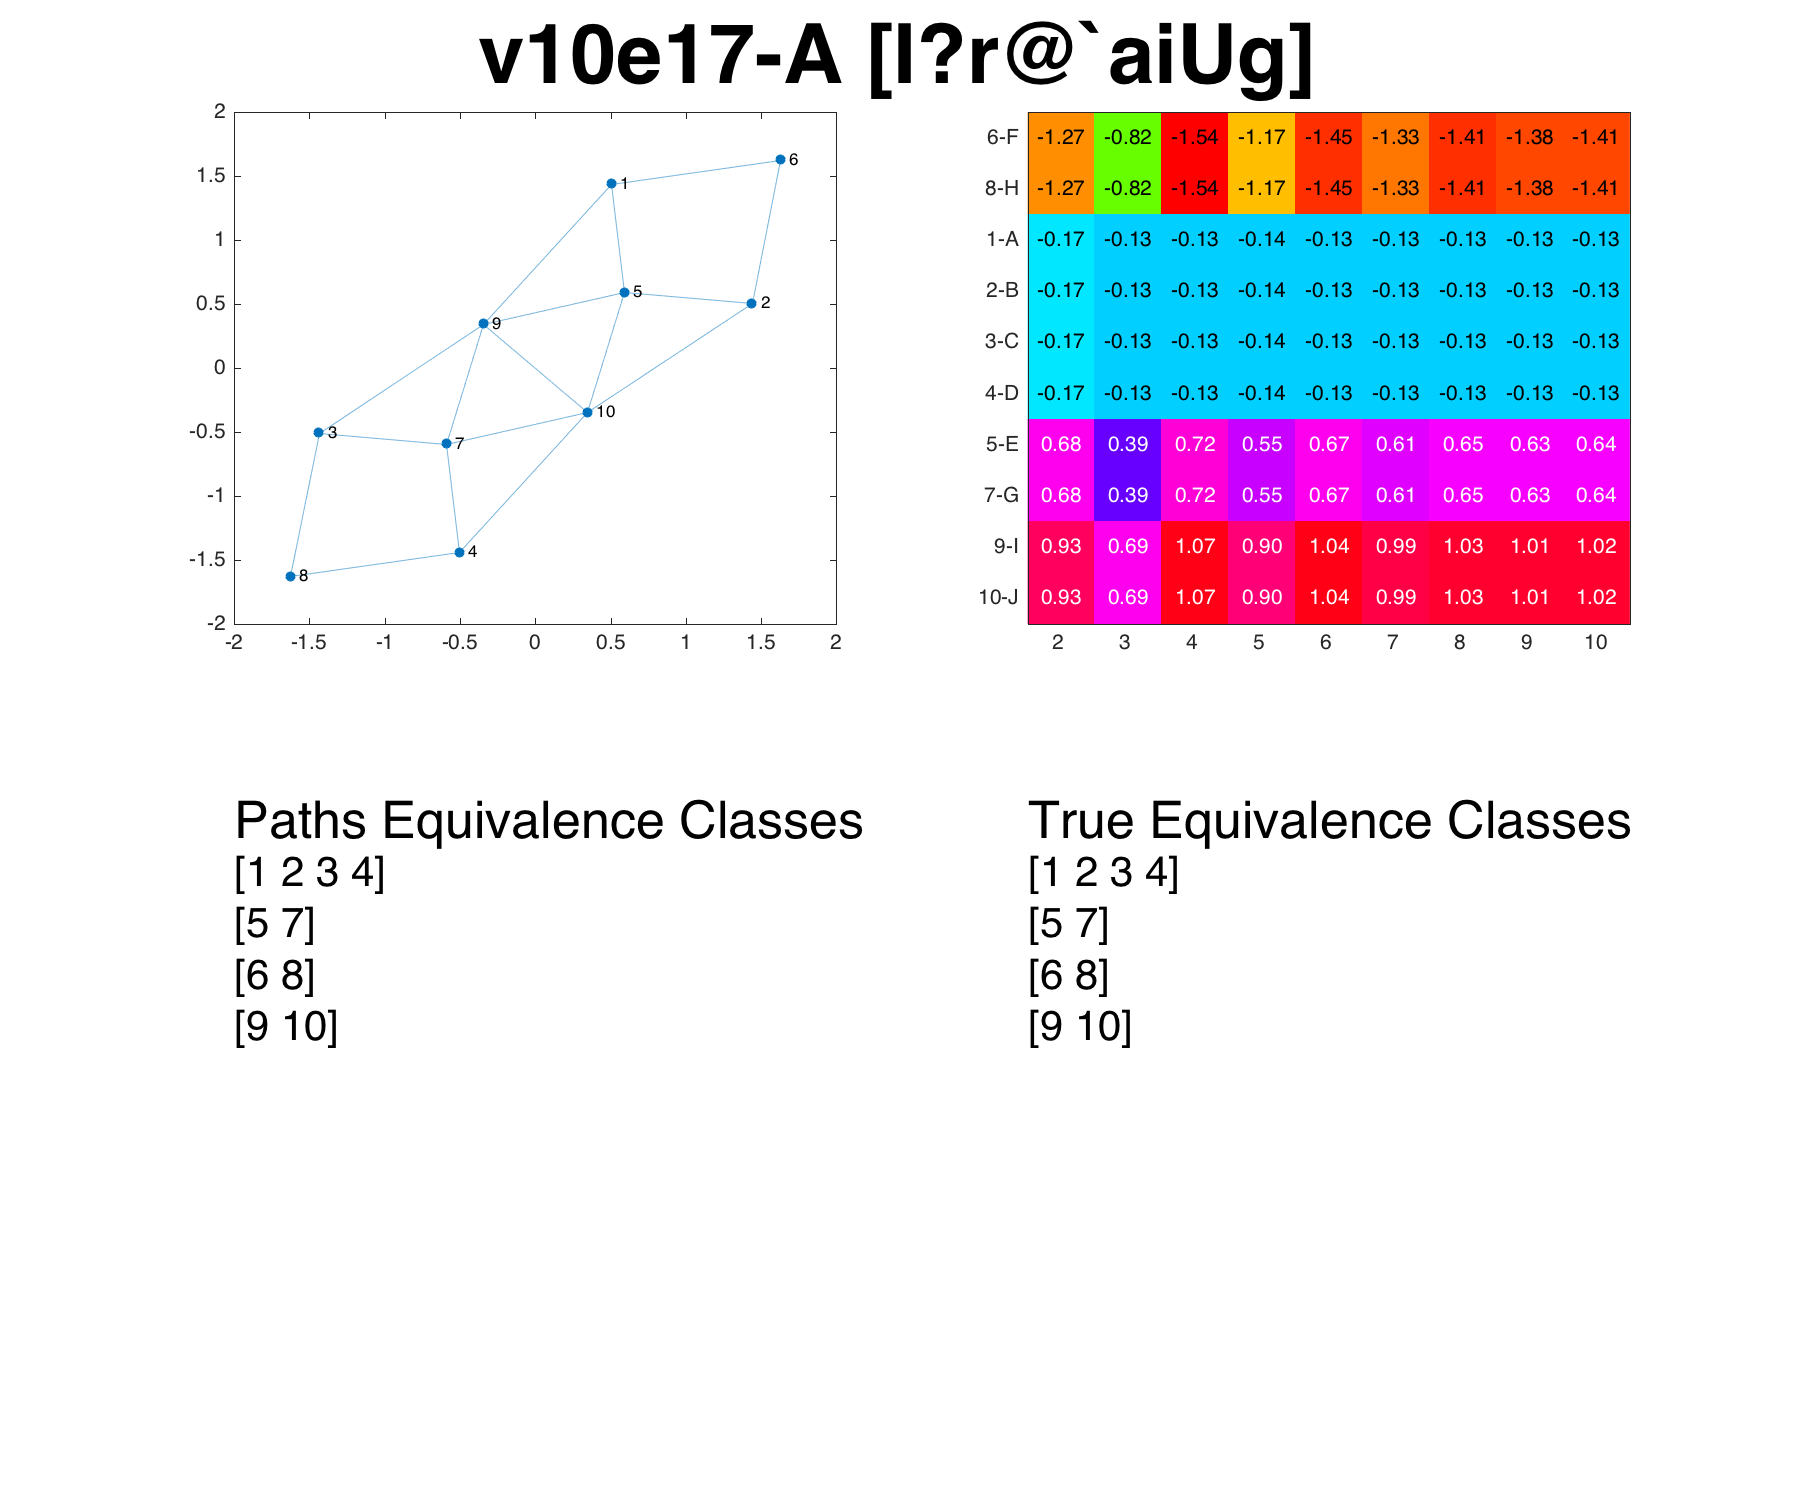 v10e17-A [I?r@`aiUg]
2
1.5
1
0.5
0
-0.5
-1
-1.5
-2
-2 -1.5 -1 -0.5 0 0.5 1 1.5 2
6
1
5
2
9
10
3
7
4
8
6-F -1.27 -0.82 -1.54 -1.17 -1.45 -1.33 -1.41 -1.38 -1.41
8-H -1.27 -0.82 -1.54 -1.17 -1.45 -1.33 -1.41 -1.38 -1.41
1-A -0.17 -0.13 -0.13 -0.14 -0.13 -0.13 -0.13 -0.13 -0.13
2-B -0.17 -0.13 -0.13 -0.14 -0.13 -0.13 -0.13 -0.13 -0.13
3-C -0.17 -0.13 -0.13 -0.14 -0.13 -0.13 -0.13 -0.13 -0.13
4-D -0.17 -0.13 -0.13 -0.14 -0.13 -0.13 -0.13 -0.13 -0.13
5-E 0.68 0.39 0.72 0.55 0.67 0.61 0.65 0.63 0.64
7-G 0.68 0.39 0.72 0.55 0.67 0.61 0.65 0.63 0.64
9-I 0.93 0.69 1.07 0.90 1.04 0.99 1.03 1.01 1.02
10-J 0.93 0.69 1.07 0.90 1.04 0.99 1.03 1.01 1.02
2 3 4 5 6 7 8 9 10
Paths Equivalence Classes
[1 2 3 4]
[5 7]
[6 8]
[9 10]
True Equivalence Classes
[1 2 3 4]
[5 7]
[6 8]
[9 10]